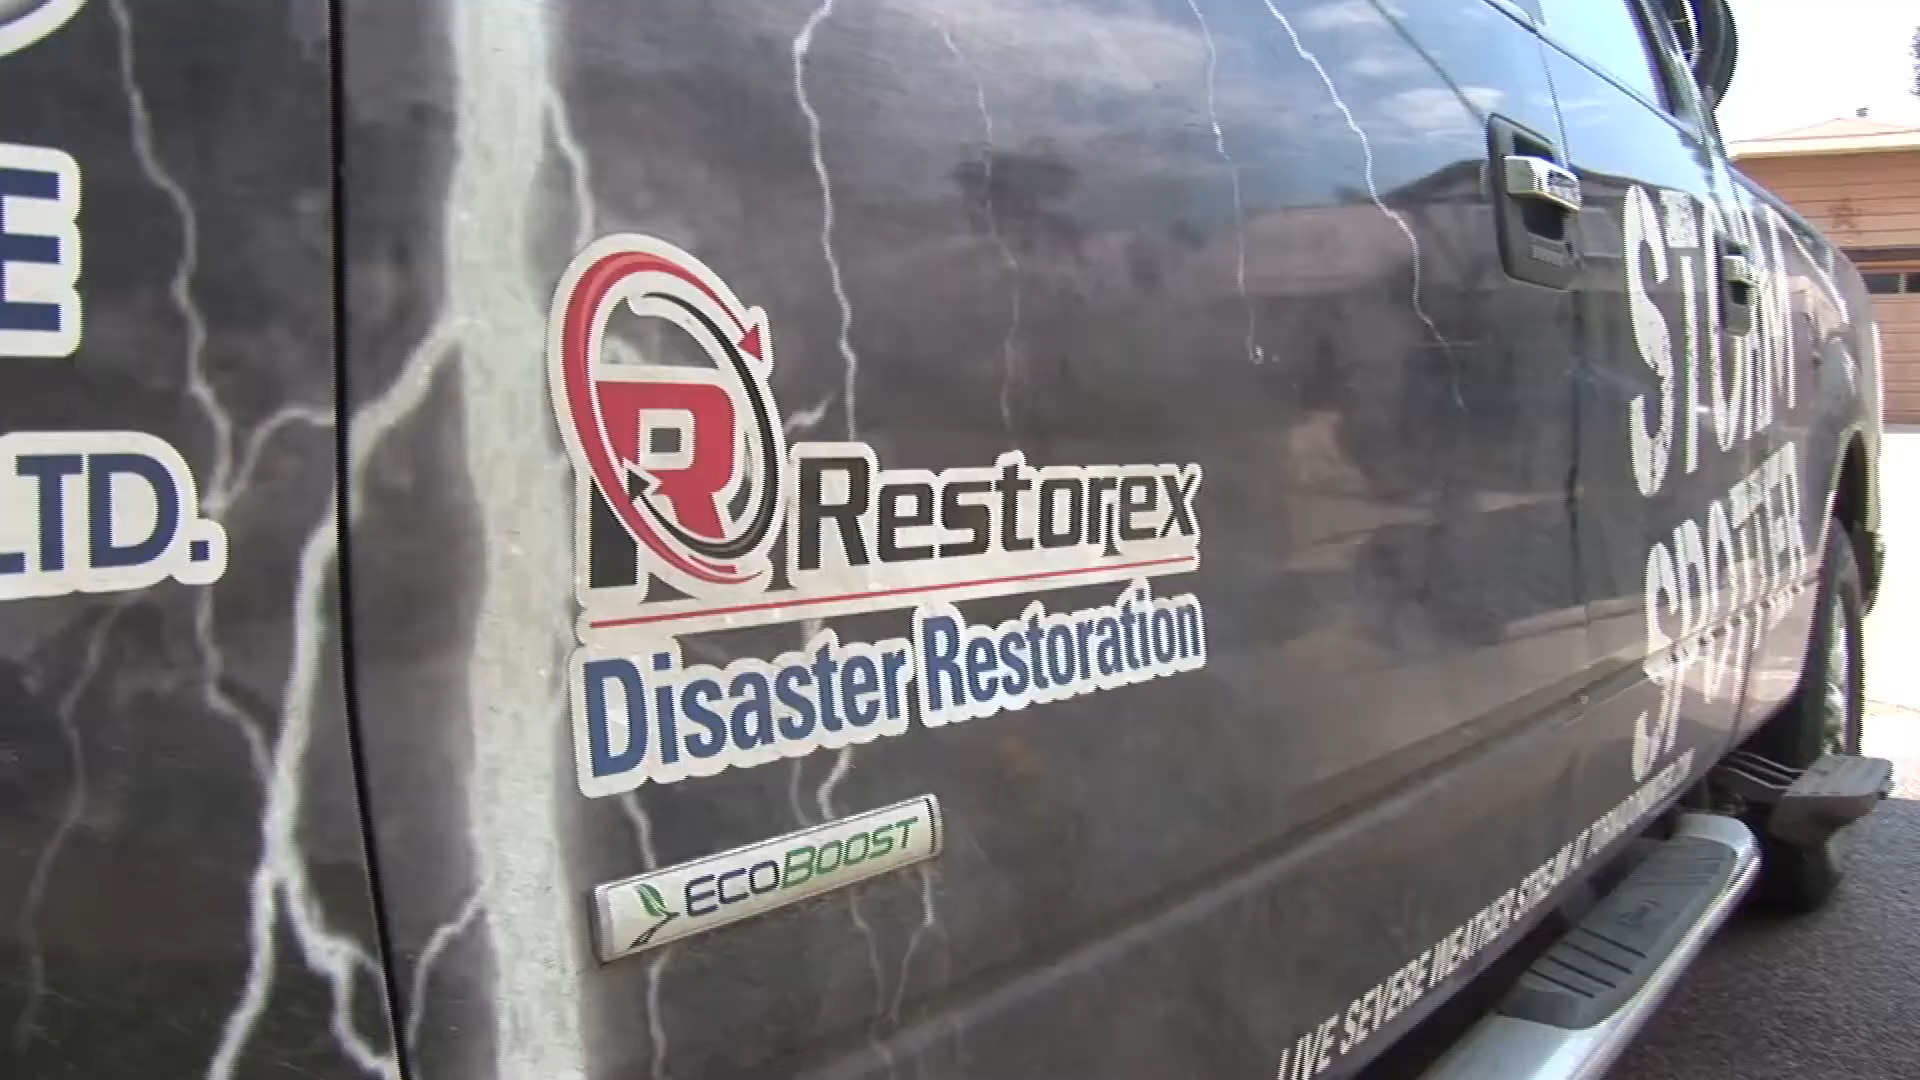 E
LTD.
R
Restorex
Disaster Restoration
ECOBOOST
STORM
SPOTTER
LIVE SEVERE WEATHER STREAM AT